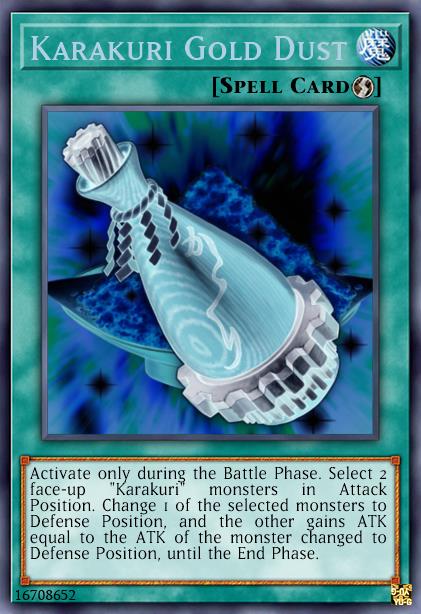 Karakuri Gold Dust
魔
[Spell Card]
Activate only during the Battle Phase. Select 2
face-up "Karakuri" monsters in Attack
Position. Change 1 of the selected monsters to
Defense Position, and the other gains ATK
equal to the ATK of the monster changed to
Defense Position, until the End Phase.
16708652